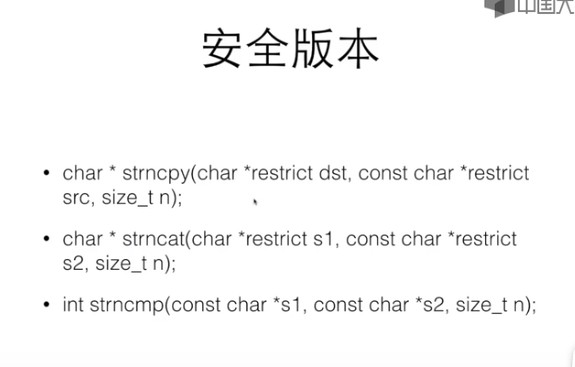 中国大
安全版本
• char * strncpy(char *restrict dst, const char *restrict
src, size_t n);
• char * strncat(char *restrict s1, const char *restrict
s2, size_t n);
• int strncmp(const char *s1, const char *s2, size_t n);